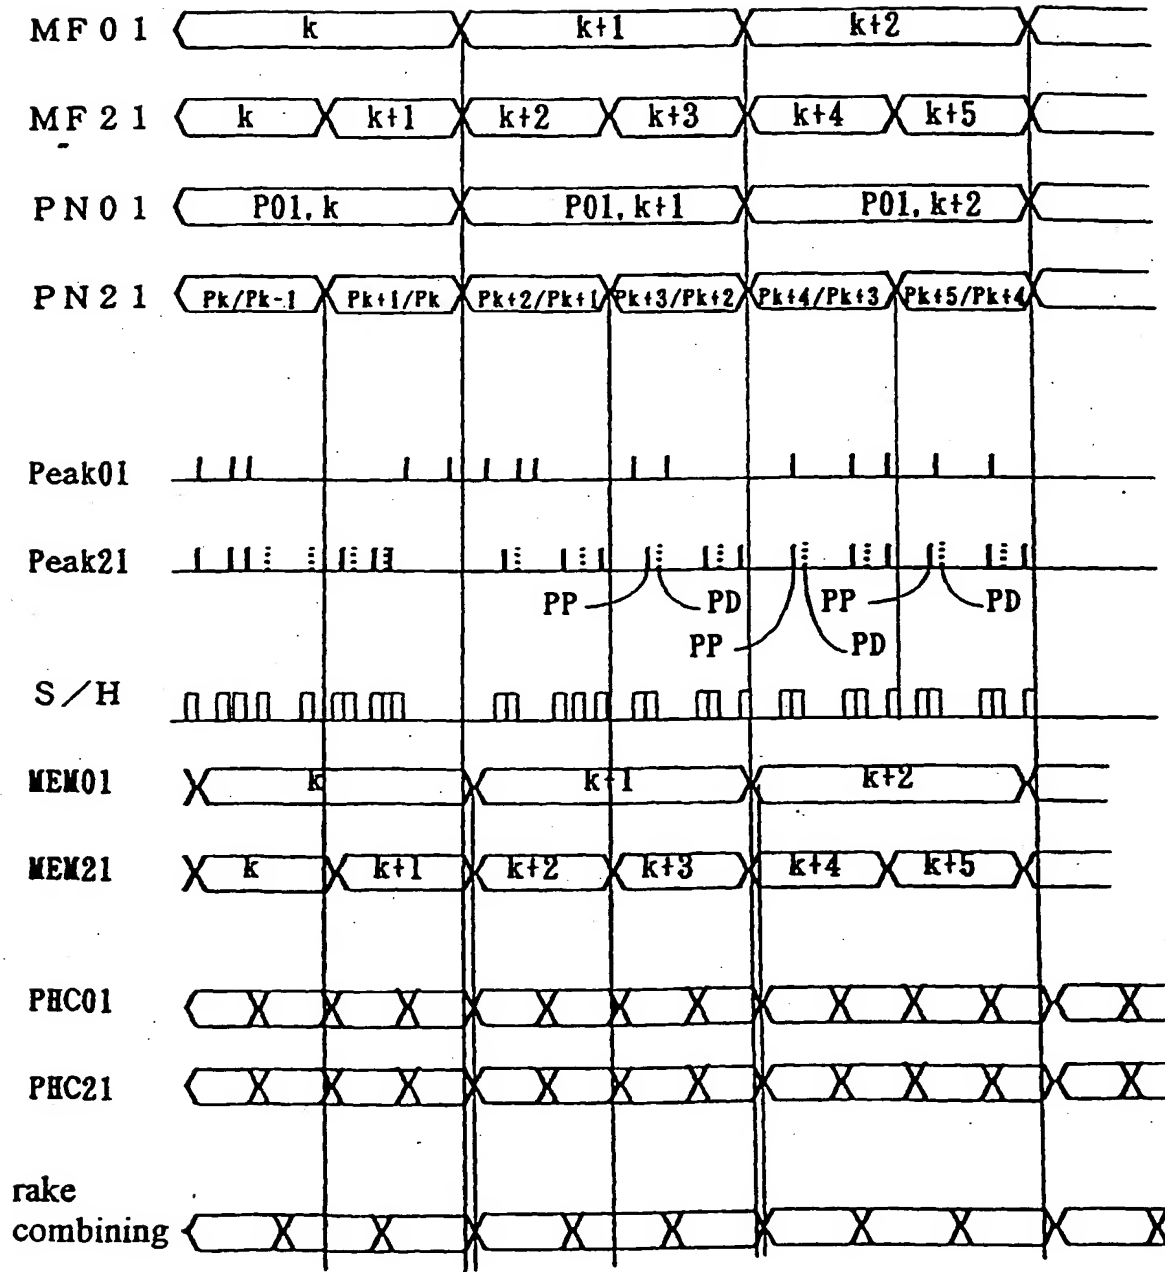 MF01 k k+1 k+2
MF21 k k+1 k+2 k+3 k+4 k+5
PN01 P01, k P01, k+1 P01, k+2
PN21 Pk/Pk-1 Pk+1/Pk Pk+2/Pk+1 Pk+3/Pk+2 Pk+4/Pk+3 Pk+5/Pk+4
Peak01
Peak21
PP PD PP PD
PP PD
S/H
MEM01 k k+1 k+2
MEM21 k k+1 k+2 k+3 k+4 k+5
PHC01
PHC21
rake
combining